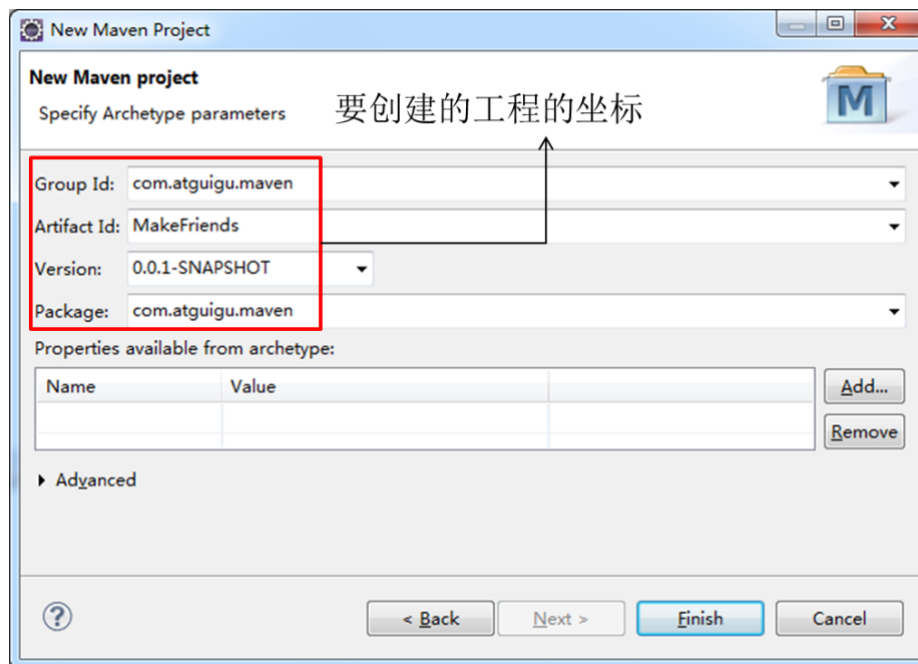 New Maven Project
New Maven project
Specify Archetype parameters
要创建的工程的坐标
M
Group Id: com.atguigu.maven
Artifact Id: MakeFriends
Version: 0.0.1-SNAPSHOT
Package: com.atguigu.maven
Properties available from archetype:
Name Value
Add...
Remove
Advanced
? < Back Next > Finish Cancel